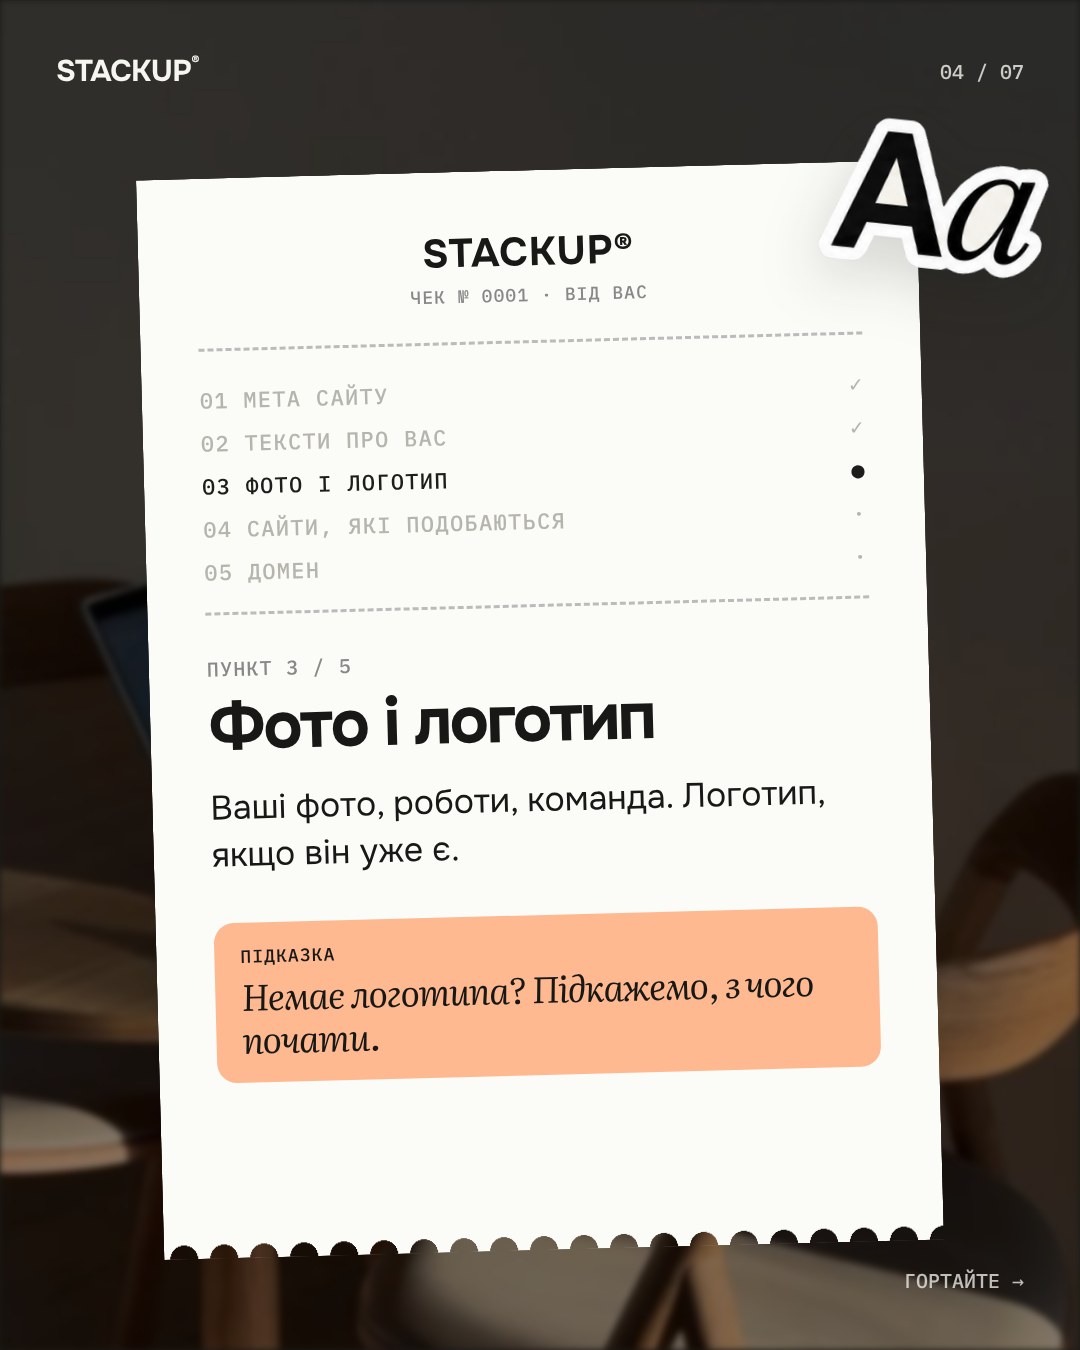 STACKUP®
04 / 07
Aa
STACKUP®
ЧЕК № 0001 · ВІД ВАС
01 МЕТА САЙТУ ✓
02 ТЕКСТИ ПРО ВАС ✓
03 ФОТО І ЛОГОТИП ●
04 САЙТИ, ЯКІ ПОДОБАЮТЬСЯ ·
05 ДОМЕН ·
ПУНКТ 3 / 5
Фото і логотип
Ваші фото, роботи, команда. Логотип,
якщо він уже є.
ПІДКАЗКА
Немає логотипа? Підкажемо, з чого
почати.
ГОРТАЙТЕ →